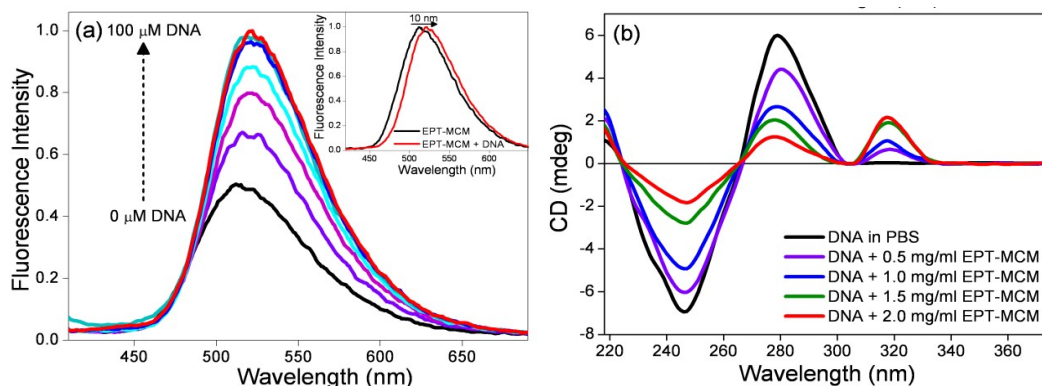 (a)
100 μM DNA
0 μM DNA
Fluorescence Intensity
1.0
0.8
0.6
0.4
0.2
0.0
450 500 550 600 650
Wavelength (nm)
10 nm
Fluorescence Intensity
1.0
0.8
0.6
0.4
0.2
0.0
EPT-MCM
EPT-MCM + DNA
450 500 550 600
Wavelength (nm)
(b)
CD (mdeg)
6
4
2
0
-2
-4
-6
-8
DNA in PBS
DNA + 0.5 mg/ml EPT-MCM
DNA + 1.0 mg/ml EPT-MCM
DNA + 1.5 mg/ml EPT-MCM
DNA + 2.0 mg/ml EPT-MCM
220 240 260 280 300 320 340 360
Wavelength (nm)